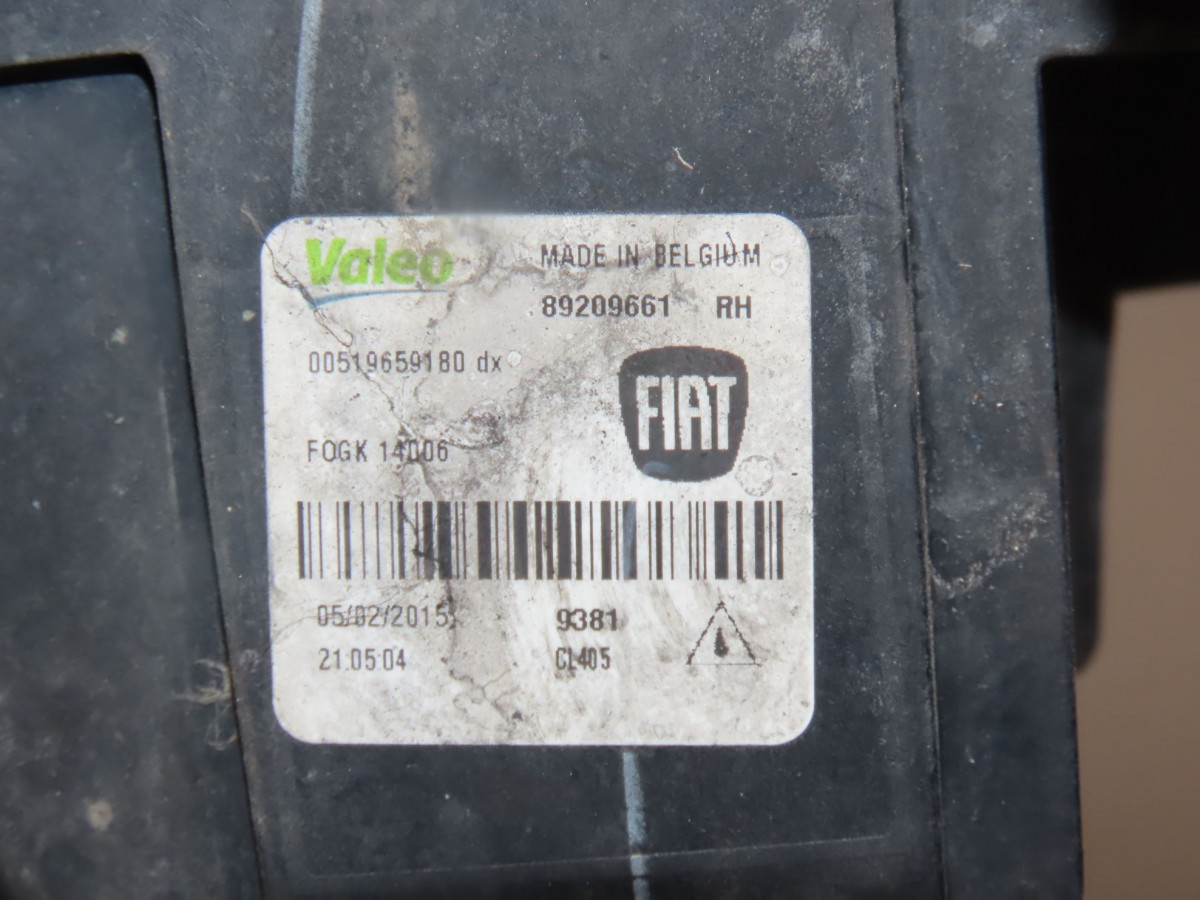 Valeo
MADE IN BELGIUM
89209661 RH
00519659180 dx
FIAT
FOGK 14006
05/02/2015
9381
21:05:04
CL405